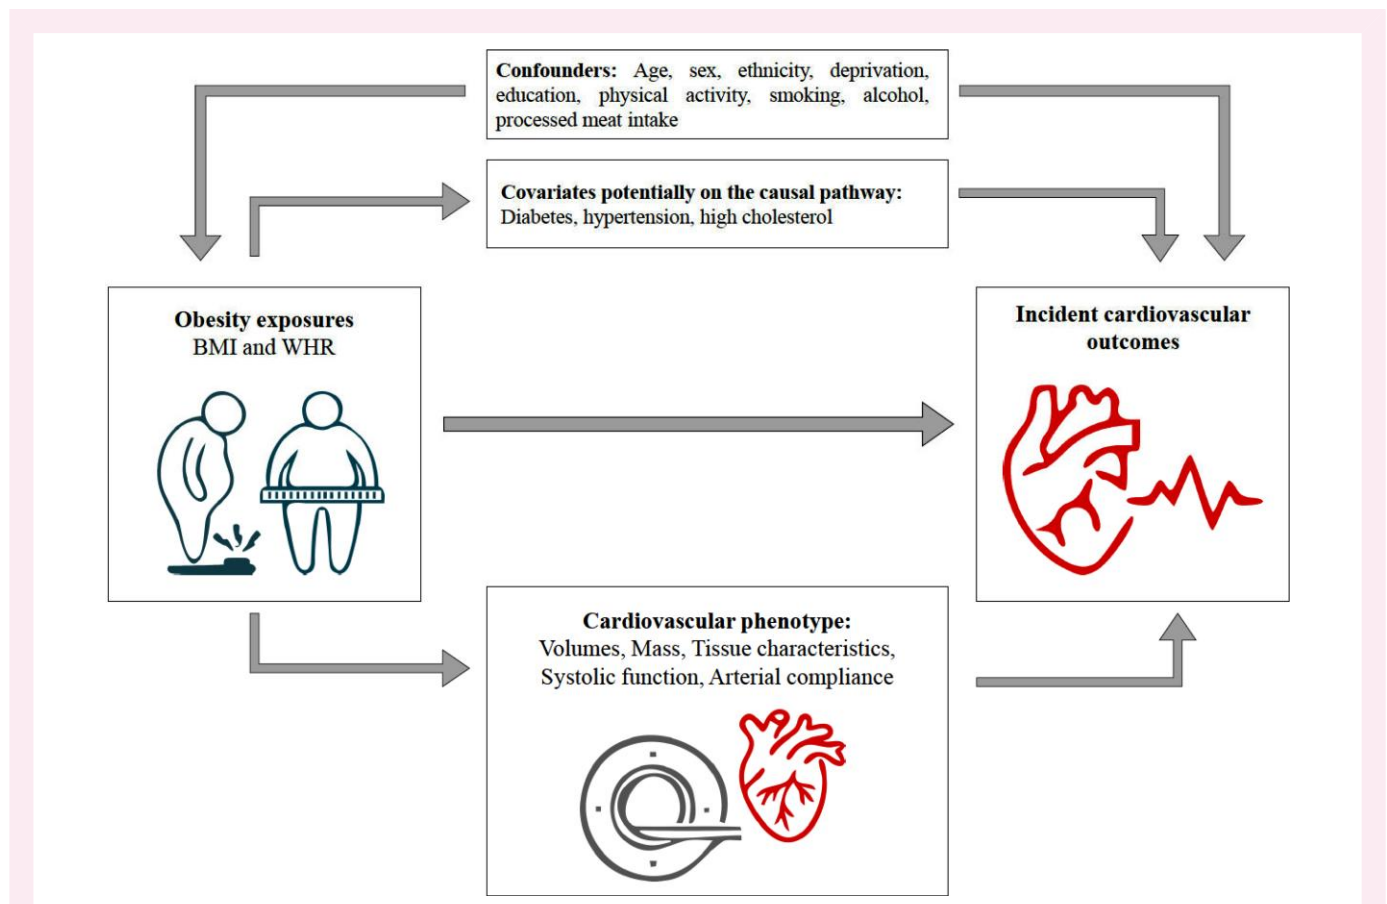 Confounders: Age, sex, ethnicity, deprivation,
education, physical activity, smoking, alcohol,
processed meat intake
Covariates potentially on the causal pathway:
Diabetes, hypertension, high cholesterol
Obesity exposures
BMI and WHR
Incident cardiovascular
outcomes
Cardiovascular phenotype:
Volumes, Mass, Tissue characteristics,
Systolic function, Arterial compliance